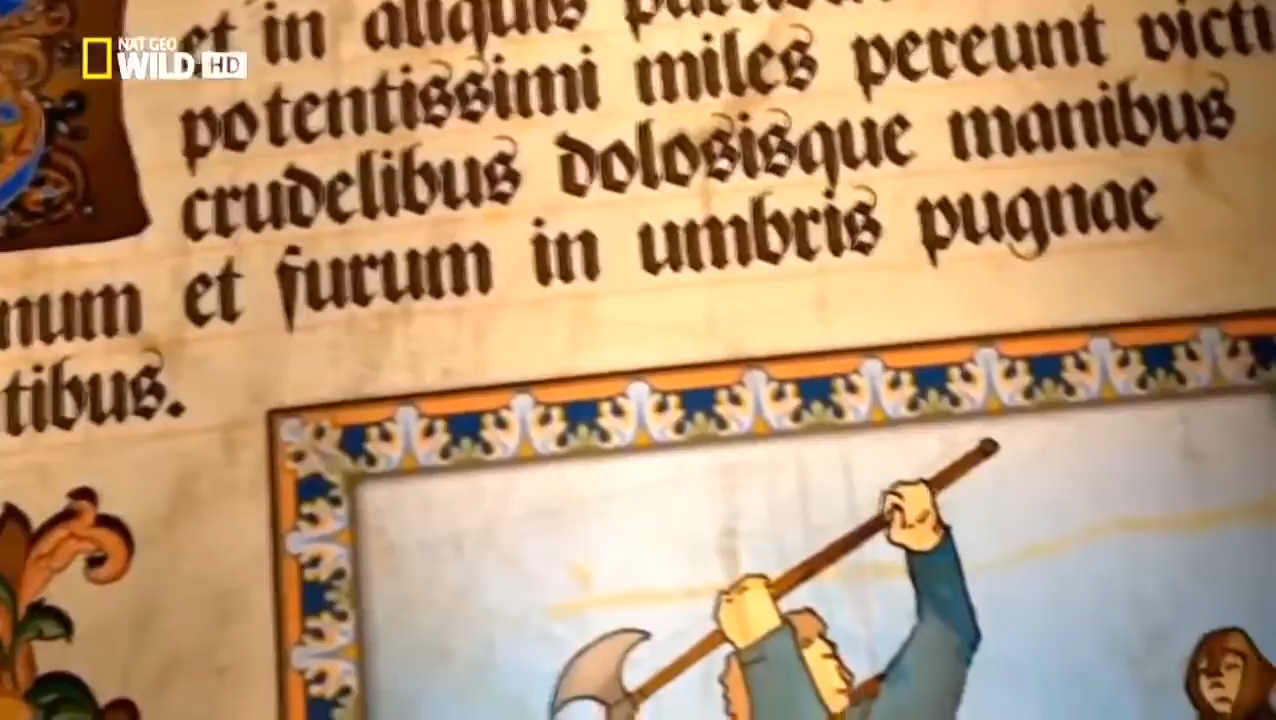 NAT GEO
WILD HD
et in aliquis
potentissimi miles pereunt victi
crudelibus dolosisque manibus
num et furum in umbris pugnae
tibus.